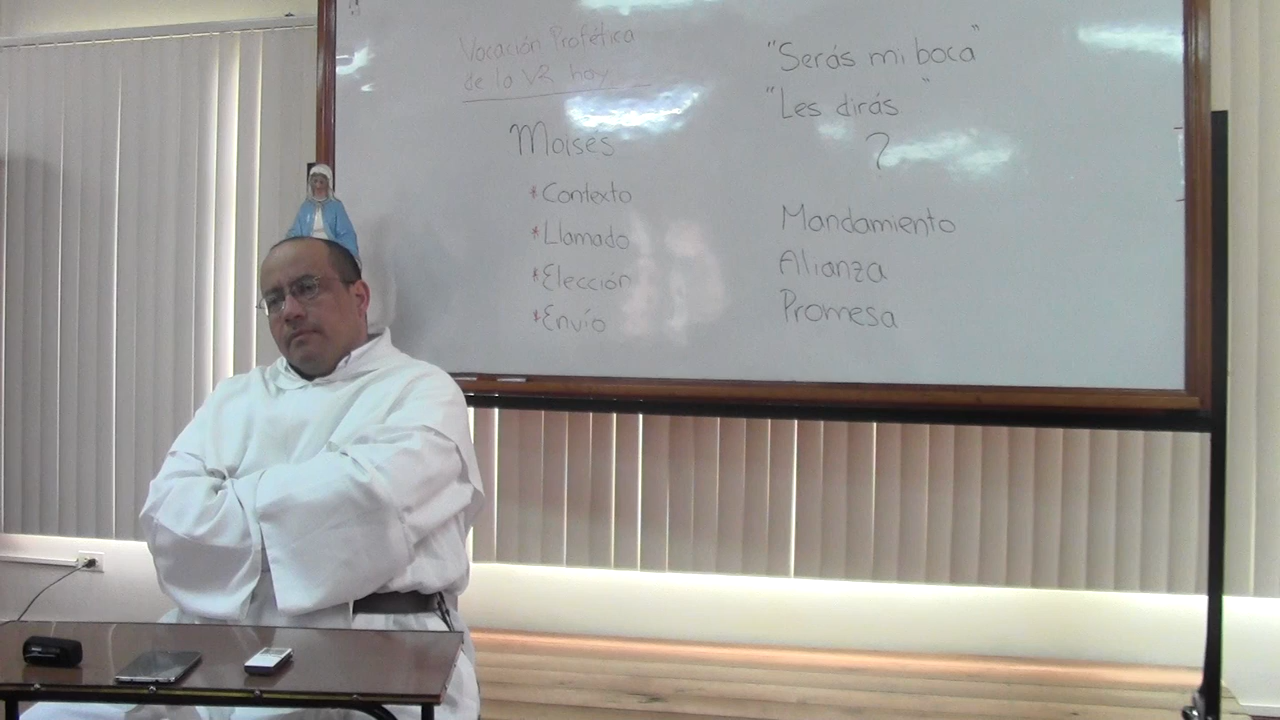 Vocación Profética
de la VR hoy
Moisés
*Contexto
*Llamado
*Elección
*Envío
"Serás mi boca"
"Les dirás "
?
Mandamiento
Alianza
Promesa